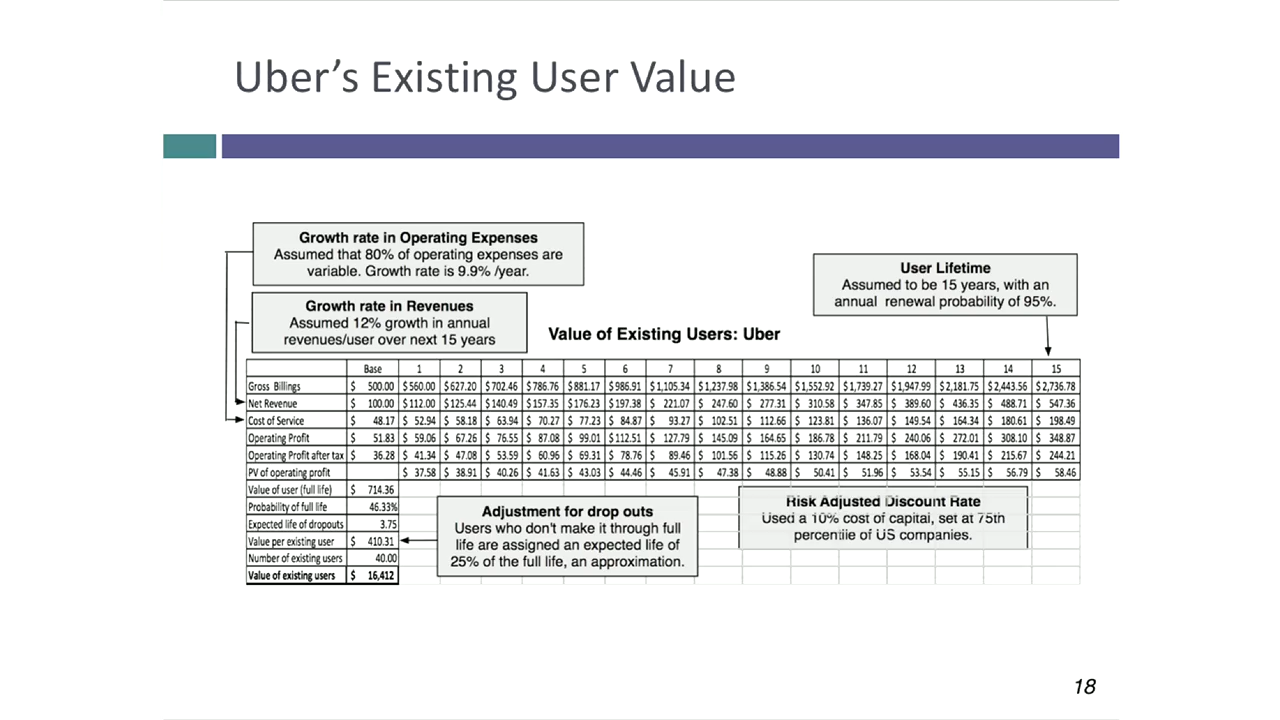 Uber’s Existing User Value
Growth rate in Operating Expenses
Assumed that 80% of operating expenses are
variable. Growth rate is 9.9% /year.
Growth rate in Revenues
Assumed 12% growth in annual
revenues/user over next 15 years
User Lifetime
Assumed to be 15 years, with an
annual renewal probability of 95%.
Value of Existing Users: Uber
Base 1 2 3 4 5 6 7 8 9 10 11 12 13 14 15
Gross Billings $ 500.00 $560.00 $627.20 $702.46 $786.76 $881.17 $986.91 $1,105.34 $1,237.98 $1,386.54 $1,552.92 $1,739.27 $1,947.99 $2,181.75 $2,443.56 $2,736.78
Net Revenue $ 100.00 $112.00 $125.44 $140.49 $157.35 $176.23 $197.38 $ 221.07 $ 247.60 $ 277.31 $ 310.58 $ 347.85 $ 389.60 $ 436.35 $ 488.71 $ 547.36
Cost of Service $ 48.17 $ 52.94 $ 58.18 $ 63.94 $ 70.27 $ 77.23 $ 84.87 $ 93.27 $ 102.51 $ 112.66 $ 123.81 $ 136.07 $ 149.54 $ 164.34 $ 180.61 $ 198.49
Operating Profit $ 51.83 $ 59.06 $ 67.26 $ 76.55 $ 87.08 $ 99.01 $112.51 $ 127.79 $ 145.09 $ 164.65 $ 186.78 $ 211.79 $ 240.06 $ 272.01 $ 308.10 $ 348.87
Operating Profit after tax $ 36.28 $ 41.34 $ 47.08 $ 53.59 $ 60.96 $ 69.31 $ 78.76 $ 89.46 $ 101.56 $ 115.26 $ 130.74 $ 148.25 $ 168.04 $ 190.41 $ 215.67 $ 244.21
PV of operating profit $ 37.58 $ 38.91 $ 40.26 $ 41.63 $ 43.03 $ 44.46 $ 45.91 $ 47.38 $ 48.88 $ 50.41 $ 51.96 $ 53.54 $ 55.15 $ 56.79 $ 58.46
Value of user (full life) $ 714.36
Probability of full life 46.33%
Expected life of dropouts 3.75
Value per existing user $ 410.31
Number of existing users 40.00
Value of existing users $ 16,412
Adjustment for drop outs
Users who don't make it through full
life are assigned an expected life of
25% of the full life, an approximation.
Risk Adjusted Discount Rate
Used a 10% cost of capital, set at 75th
percentile of US companies.
18